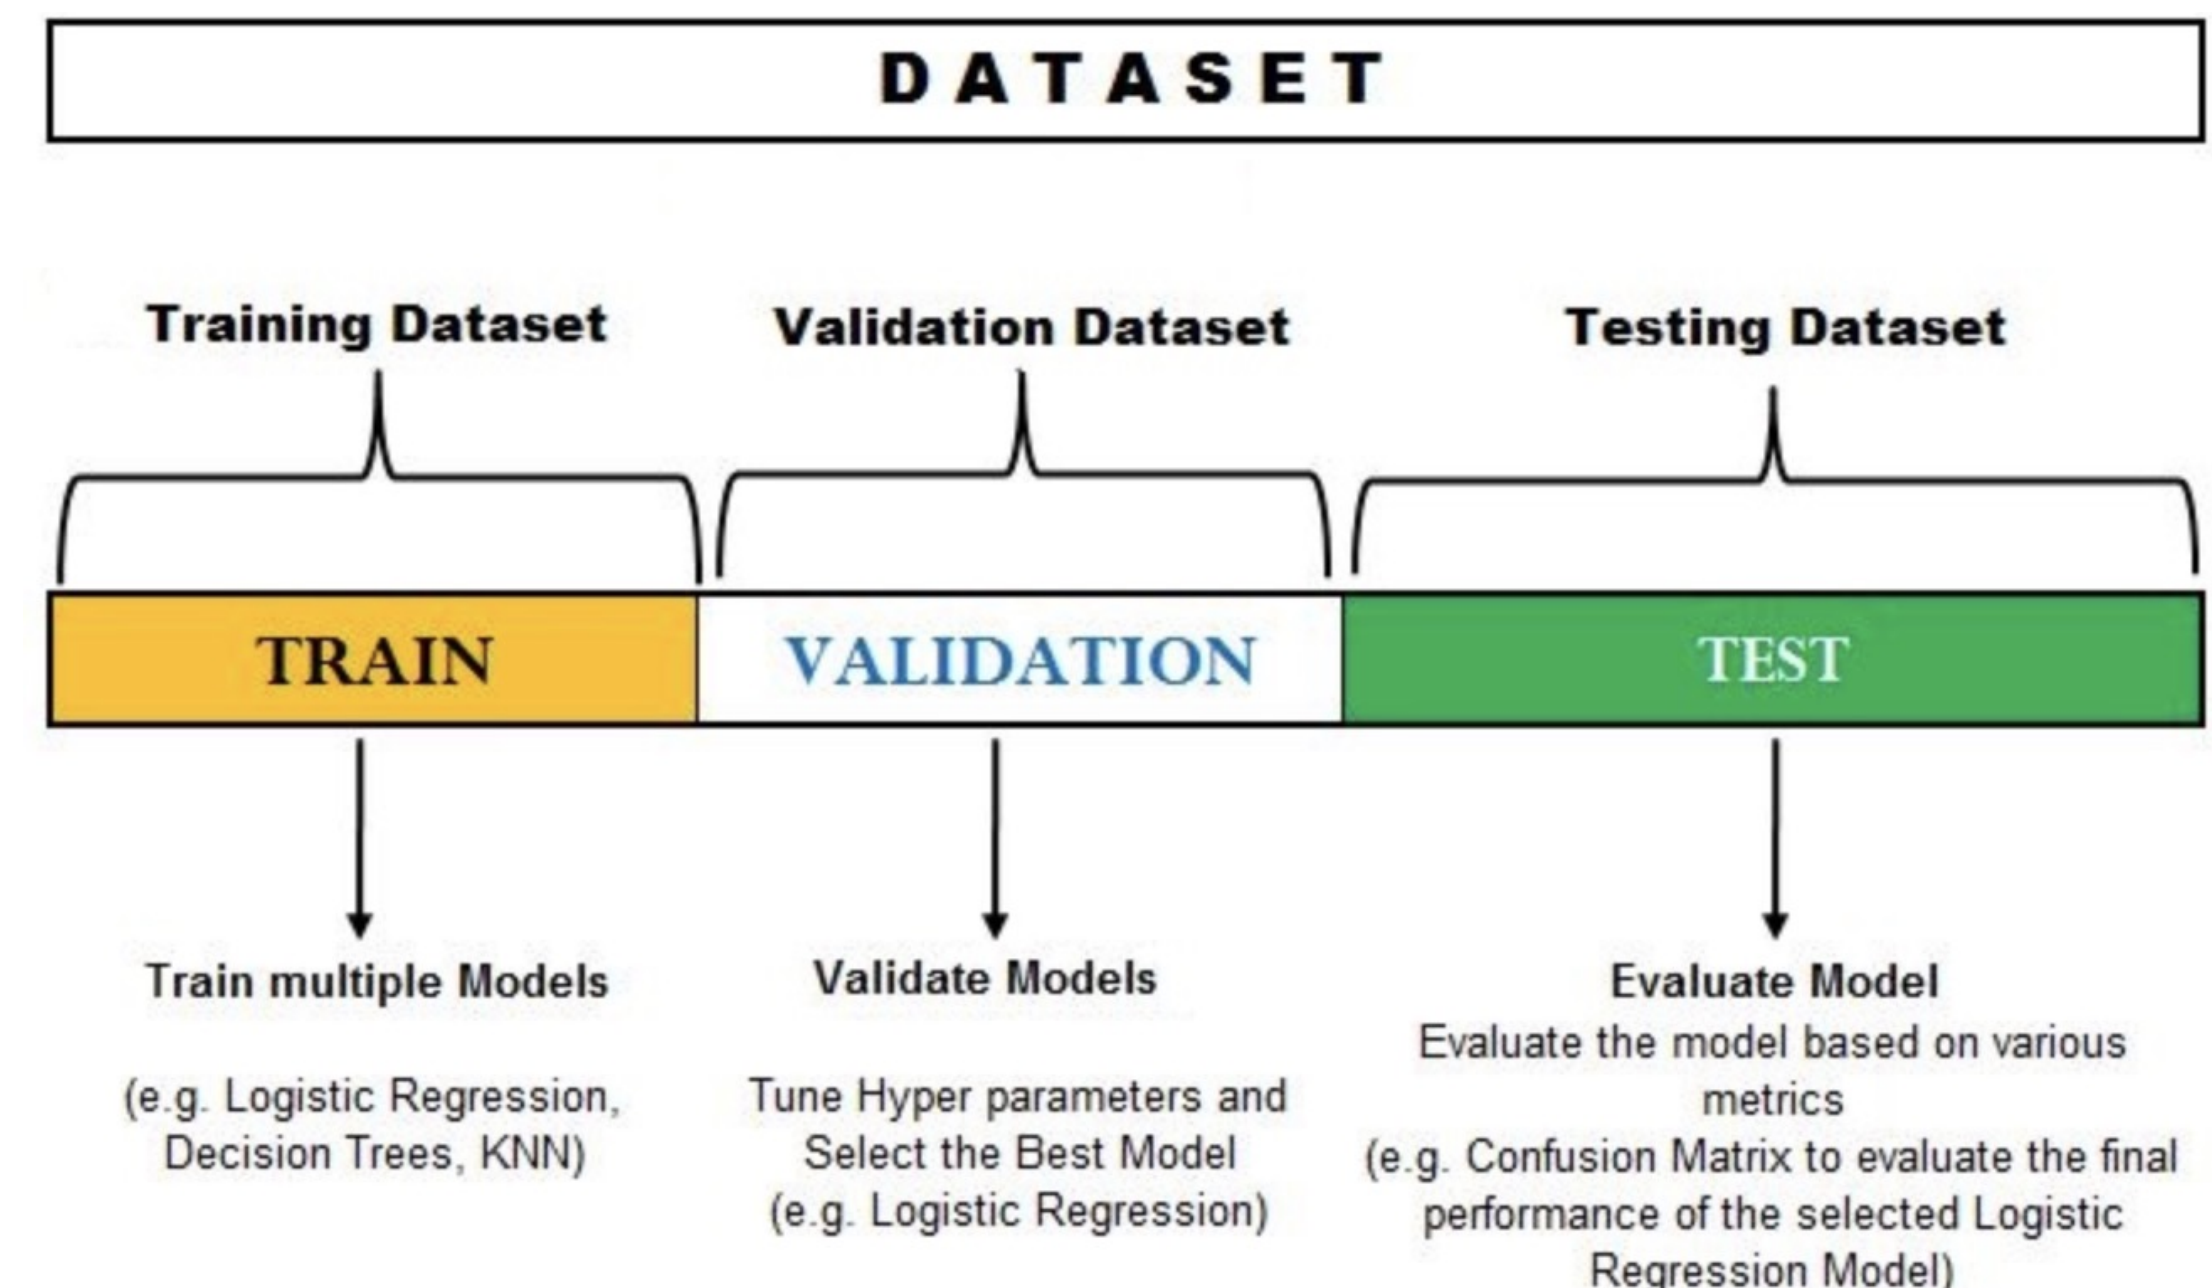 DATASET
Training Dataset
Validation Dataset
Testing Dataset
TRAIN
VALIDATION
TEST
Train multiple Models
(e.g. Logistic Regression,
Decision Trees, KNN)
Validate Models
Tune Hyper parameters and
Select the Best Model
(e.g. Logistic Regression)
Evaluate Model
Evaluate the model based on various
metrics
(e.g. Confusion Matrix to evaluate the final
performance of the selected Logistic
Regression Model)